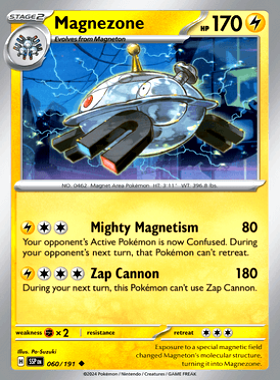 STAGE2 Magnezone HP 170
Evolves from Magneton
NO. 0462 Magnet Area Pokémon HT: 3'11" WT: 396.8 lbs.
Mighty Magnetism 80
Your opponent's Active Pokémon is now Confused. During
your opponent's next turn, that Pokémon can't retreat.
Zap Cannon 180
During your next turn, this Pokémon can't use Zap Cannon.
weakness ×2 resistance retreat
Illus. Pa-Suzuki
SSP EN 060/191
Exposure to a special magnetic field
changed Magneton's molecular structure,
turning it into Magnezone.
©2024 Pokémon / Nintendo / Creatures / GAME FREAK